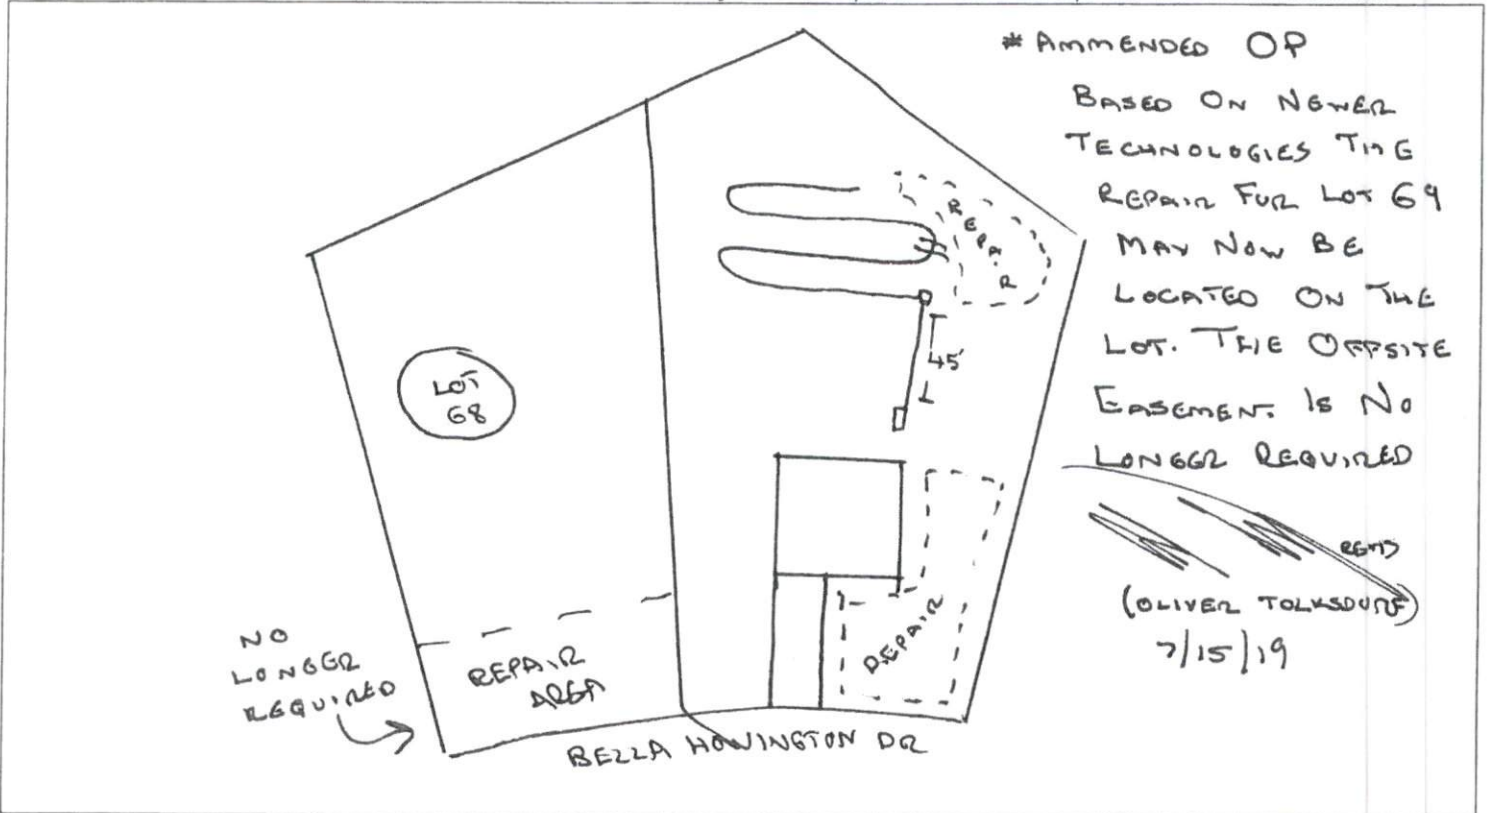 * AMMENDED OP
BASED ON NEWER
TECHNOLOGIES THE
REPAIR FOR LOT 69
MAY NOW BE
LOCATED ON THE
LOT. THE OFFSITE
EASEMENT IS NO
LONGER REQUIRED
REHS
(OLIVER TOLKSDORF)
7/15/19
REPAIR
45'
LOT
68
REPAIR
NO
LONGER
REQUIRED
REPAIR
AREA
BELLA HOWINGTON DR